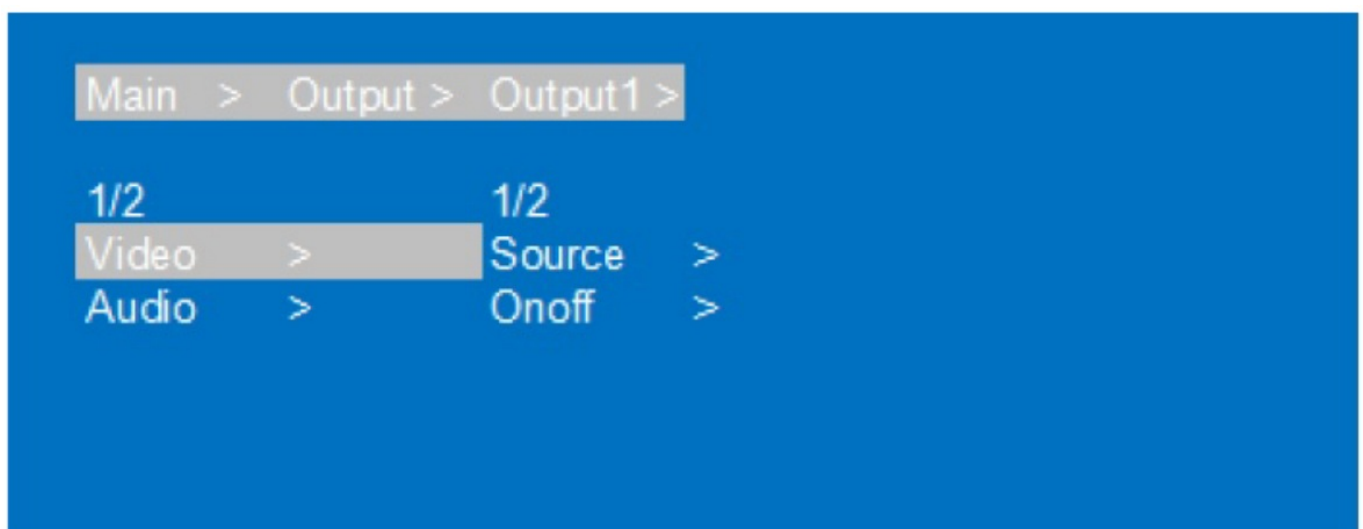 Main > Output > Output1 >
1/2 1/2
Video > Source >
Audio > Onoff >